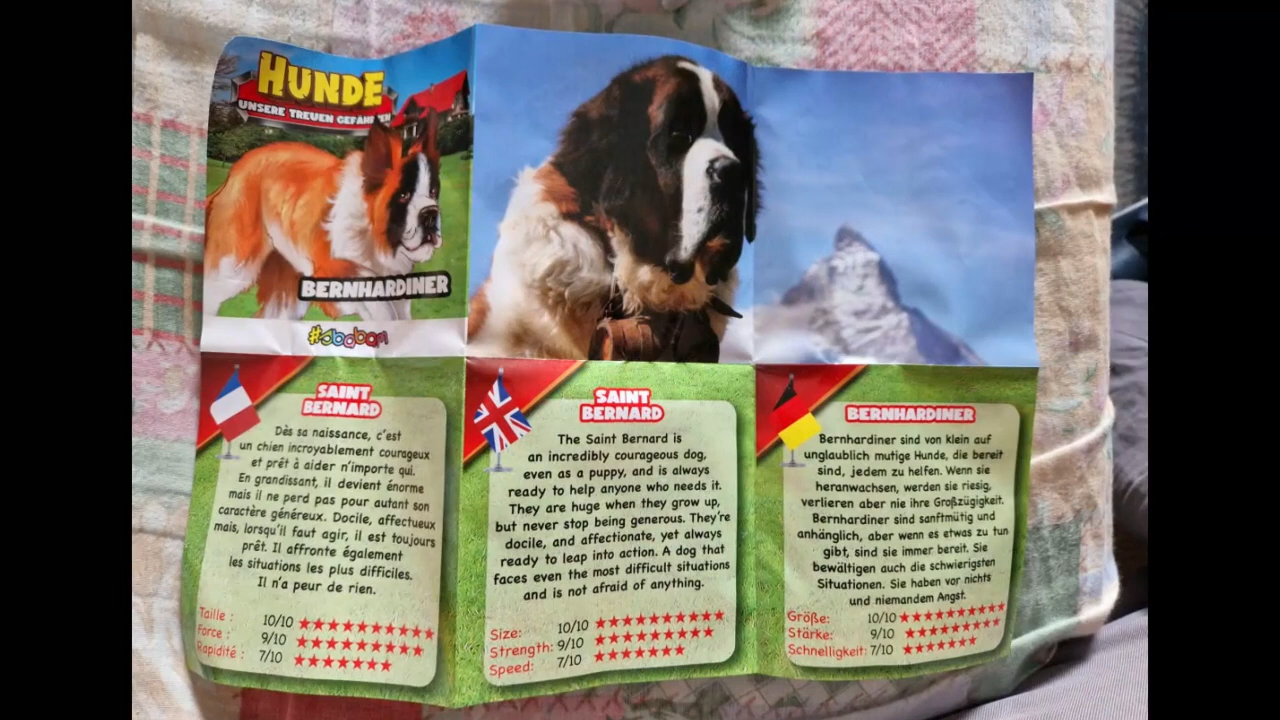 HUNDE
UNSERE TREUEN GEFÄHRTEN
BERNHARDINER
#sbabam
SAINT
BERNARD
Dès sa naissance, c'est
un chien incroyablement courageux
et prêt à aider n'importe qui.
En grandissant, il devient énorme
mais il ne perd pas pour autant son
caractère généreux. Docile, affectueux
mais, lorsqu'il faut agir, il est toujours
prêt. Il affronte également
les situations les plus difficiles.
Il n'a peur de rien.
Taille : 10/10
Force : 9/10
Rapidité : 7/10
SAINT
BERNARD
The Saint Bernard is
an incredibly courageous dog,
even as a puppy, and is always
ready to help anyone who needs it.
They are huge when they grow up,
but never stop being generous. They're
docile, and affectionate, yet always
ready to leap into action. A dog that
faces even the most difficult situations
and is not afraid of anything.
Size: 10/10
Strength: 9/10
Speed: 7/10
BERNHARDINER
Bernhardiner sind von klein auf
unglaublich mutige Hunde, die bereit
sind, jedem zu helfen. Wenn sie
heranwachsen, werden sie riesig,
verlieren aber nie ihre Großzügigkeit.
Bernhardiner sind sanftmütig und
anhänglich, aber wenn es etwas zu tun
gibt, sind sie immer bereit. Sie
bewältigen auch die schwierigsten
Situationen. Sie haben vor nichts
und niemandem Angst.
Größe: 10/10
Stärke: 9/10
Schnelligkeit: 7/10